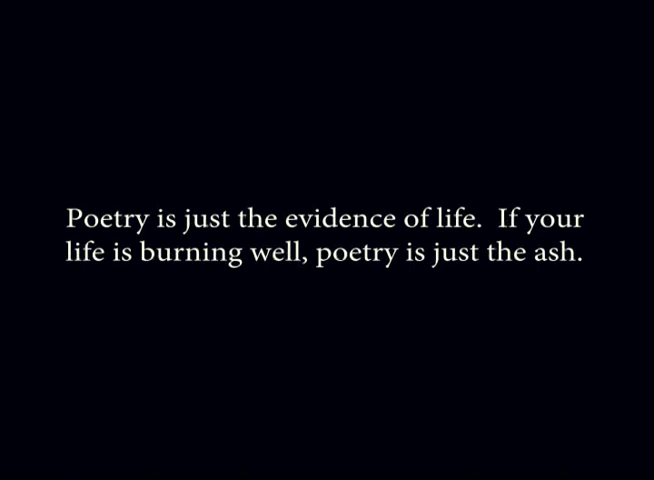 Poetry is just the evidence of life.  If your
life is burning well, poetry is just the ash.